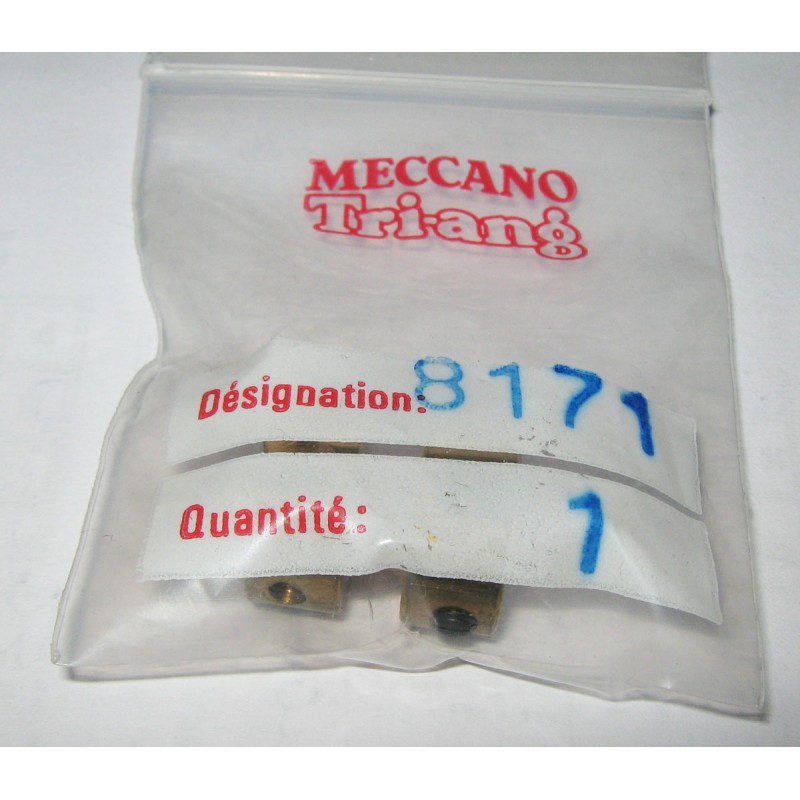 MECCANO
Tri-ang
Désignation: 8171
Quantité: 1